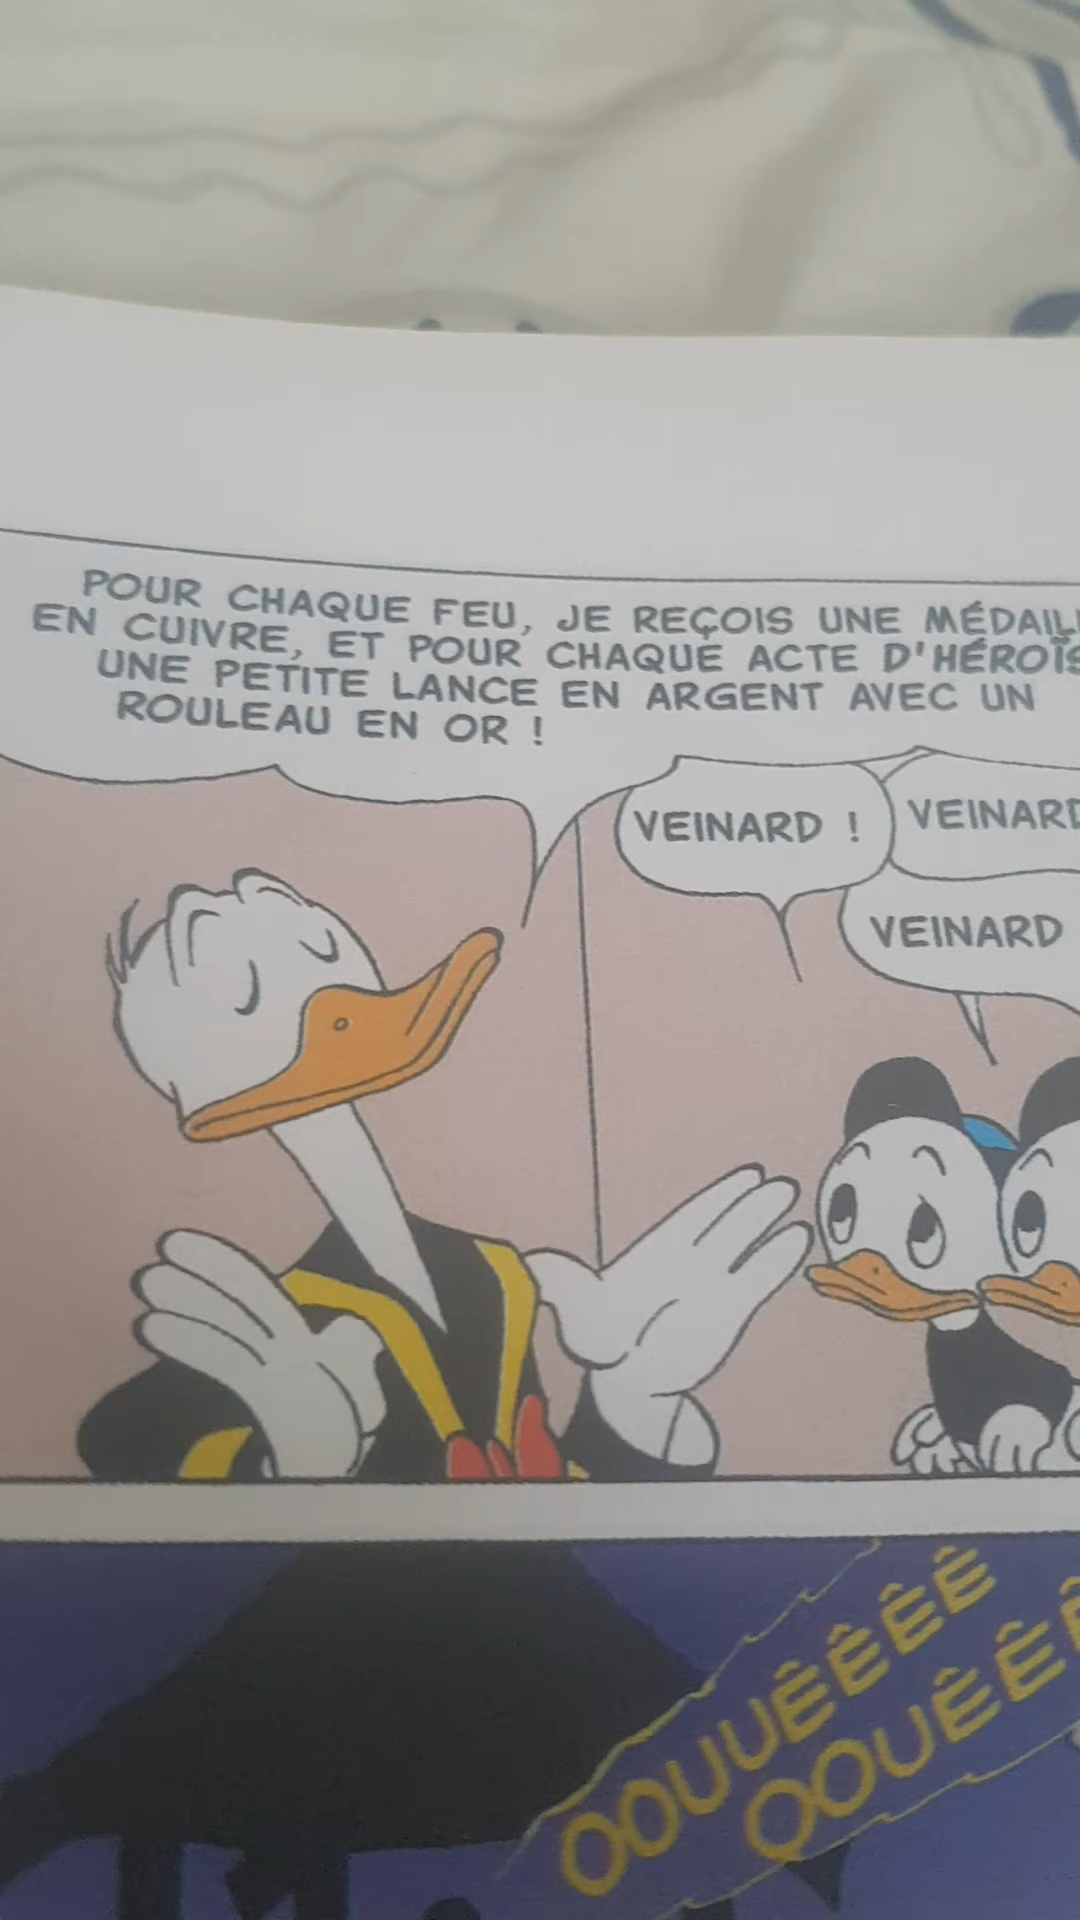 POUR CHAQUE FEU, JE REÇOIS UNE
EN CUIVRE, ET POUR CHAQUE ACTE
UNE PETITE LANCE EN ARGENT AVEC UN
ROULEAU EN OR !
VEINARD !
VEINARD
VEINARD
OOUUUÊÊÊÊ